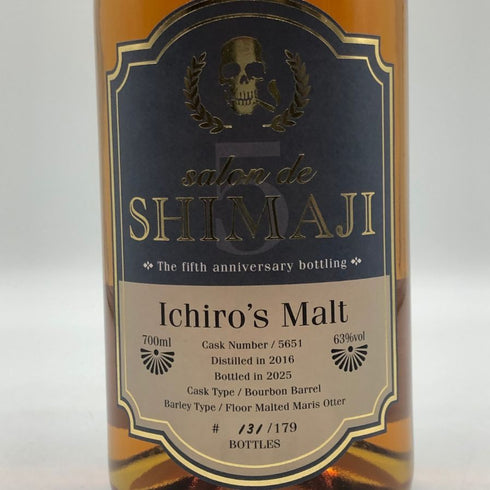 5
salon de
SHIMAJI
The fifth anniversary bottling
Ichiro's Malt
700ml
Cask Number / 5651
63%vol
Distilled in 2016
Bottled in 2025
Cask Type / Bourbon Barrel
Barley Type / Floor Malted Maris Otter
# 131/179
BOTTLES